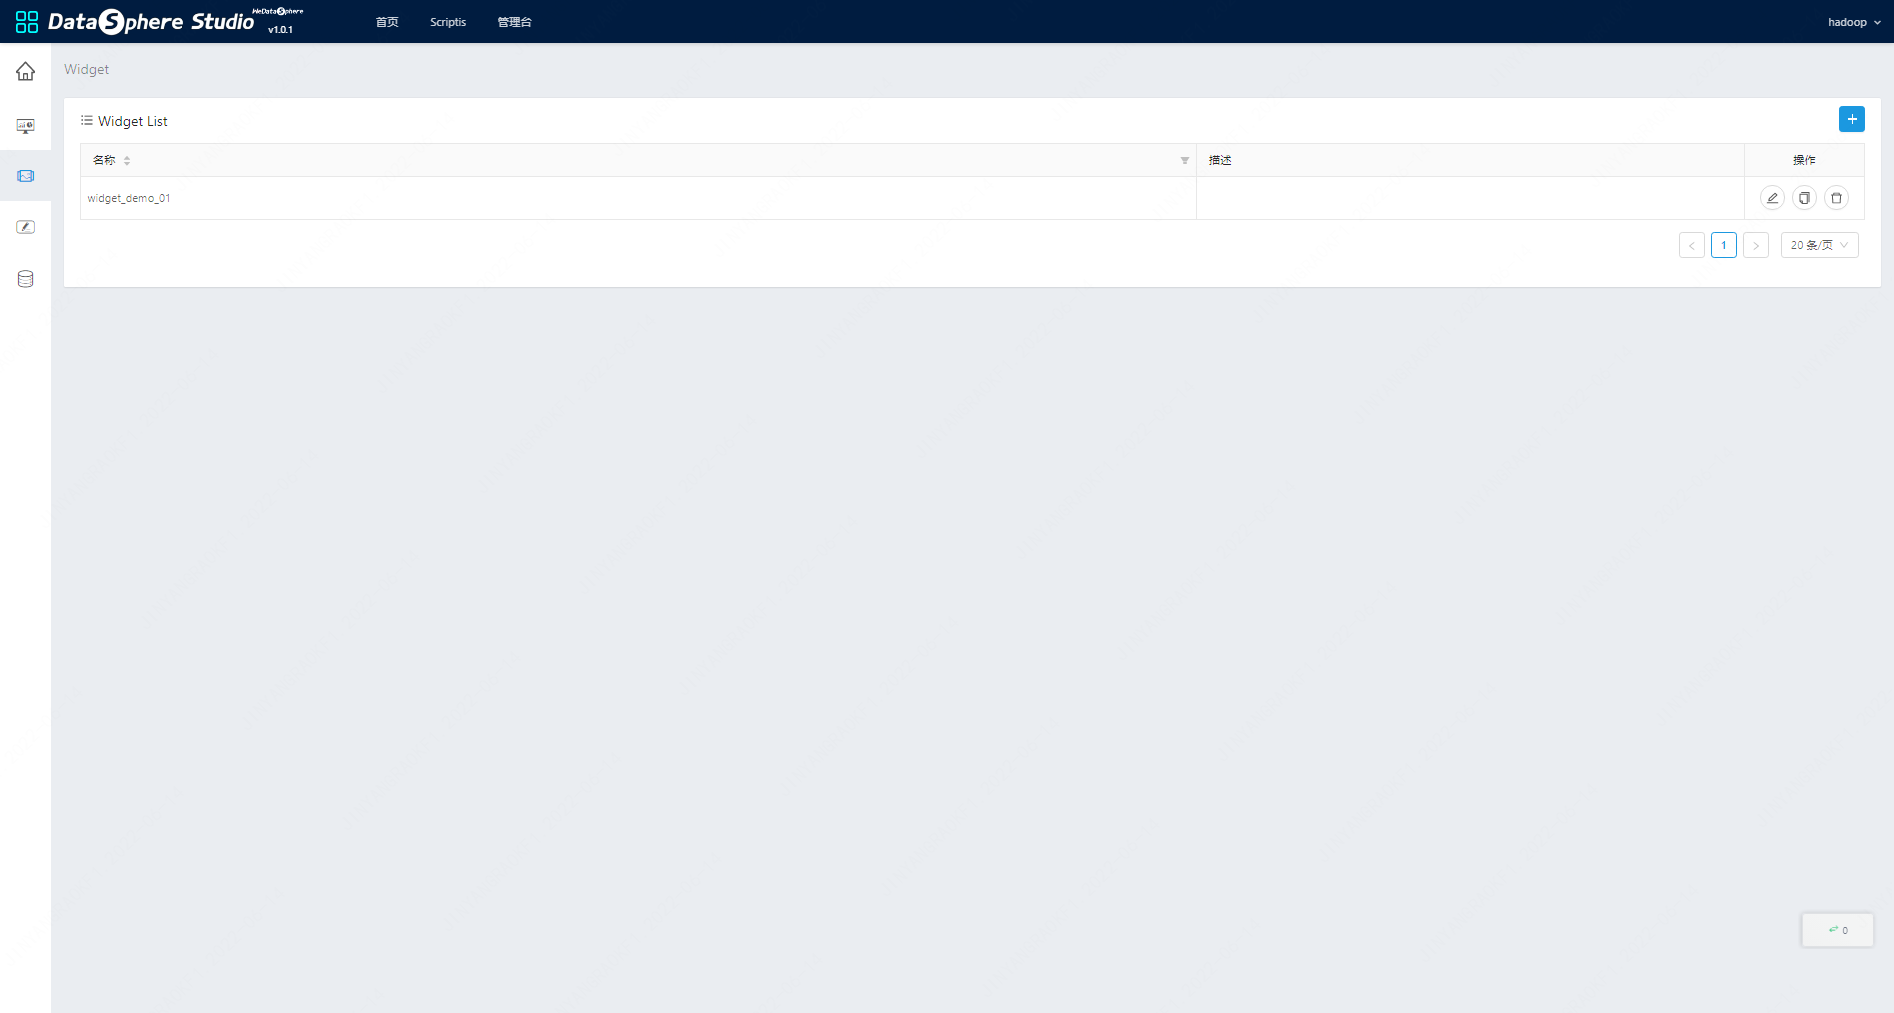 DataSphere Studio WeDataSphere v1.0.1 首页 Scriptis 管理台 hadoop
Widget
Widget List
名称 描述 操作
widget_demo_01
1 20 条/页
0